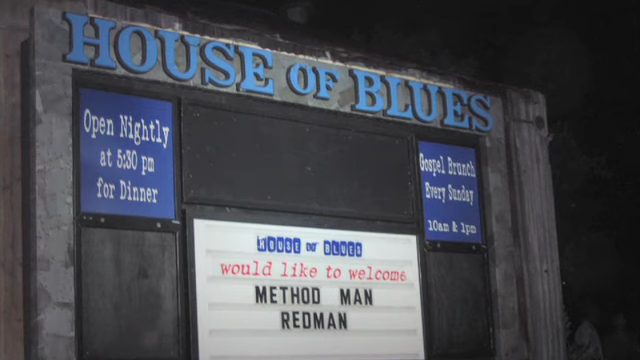 HOUSE OF BLUES
Open Nightly
at 5:30 pm
for Dinner
Gospel Brunch
Every Sunday
10am & 1pm
HOUSE OF BLUES
would like to welcome
METHOD MAN
REDMAN